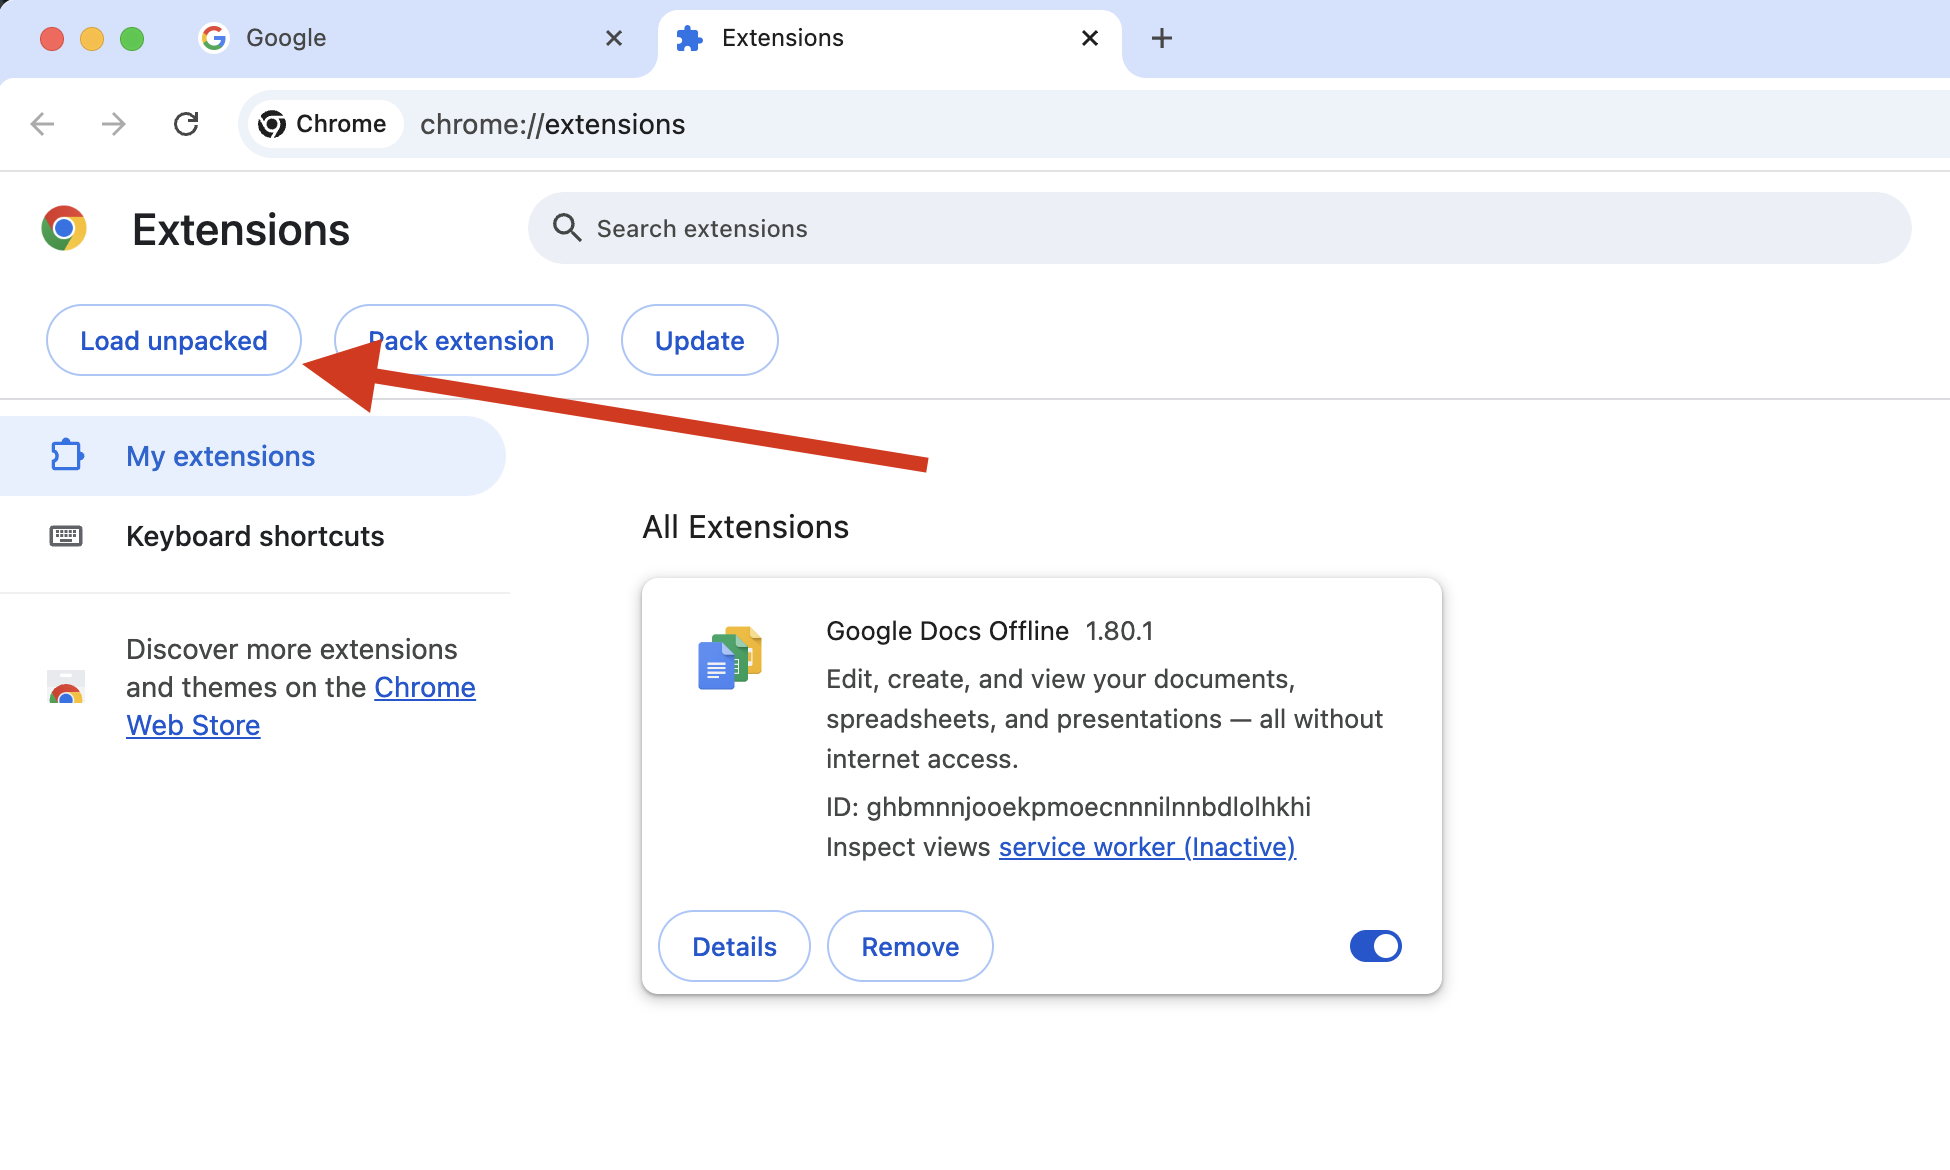 Google
Extensions
Chrome chrome://extensions
Extensions
Search extensions
Load unpacked
Pack extension
Update
My extensions
Keyboard shortcuts
Discover more extensions
and themes on the Chrome
Web Store
All Extensions
Google Docs Offline 1.80.1
Edit, create, and view your documents,
spreadsheets, and presentations — all without
internet access.
ID: ghbmnnjooekpmoecnnnilnnbdlolhkhi
Inspect views service worker (Inactive)
Details
Remove